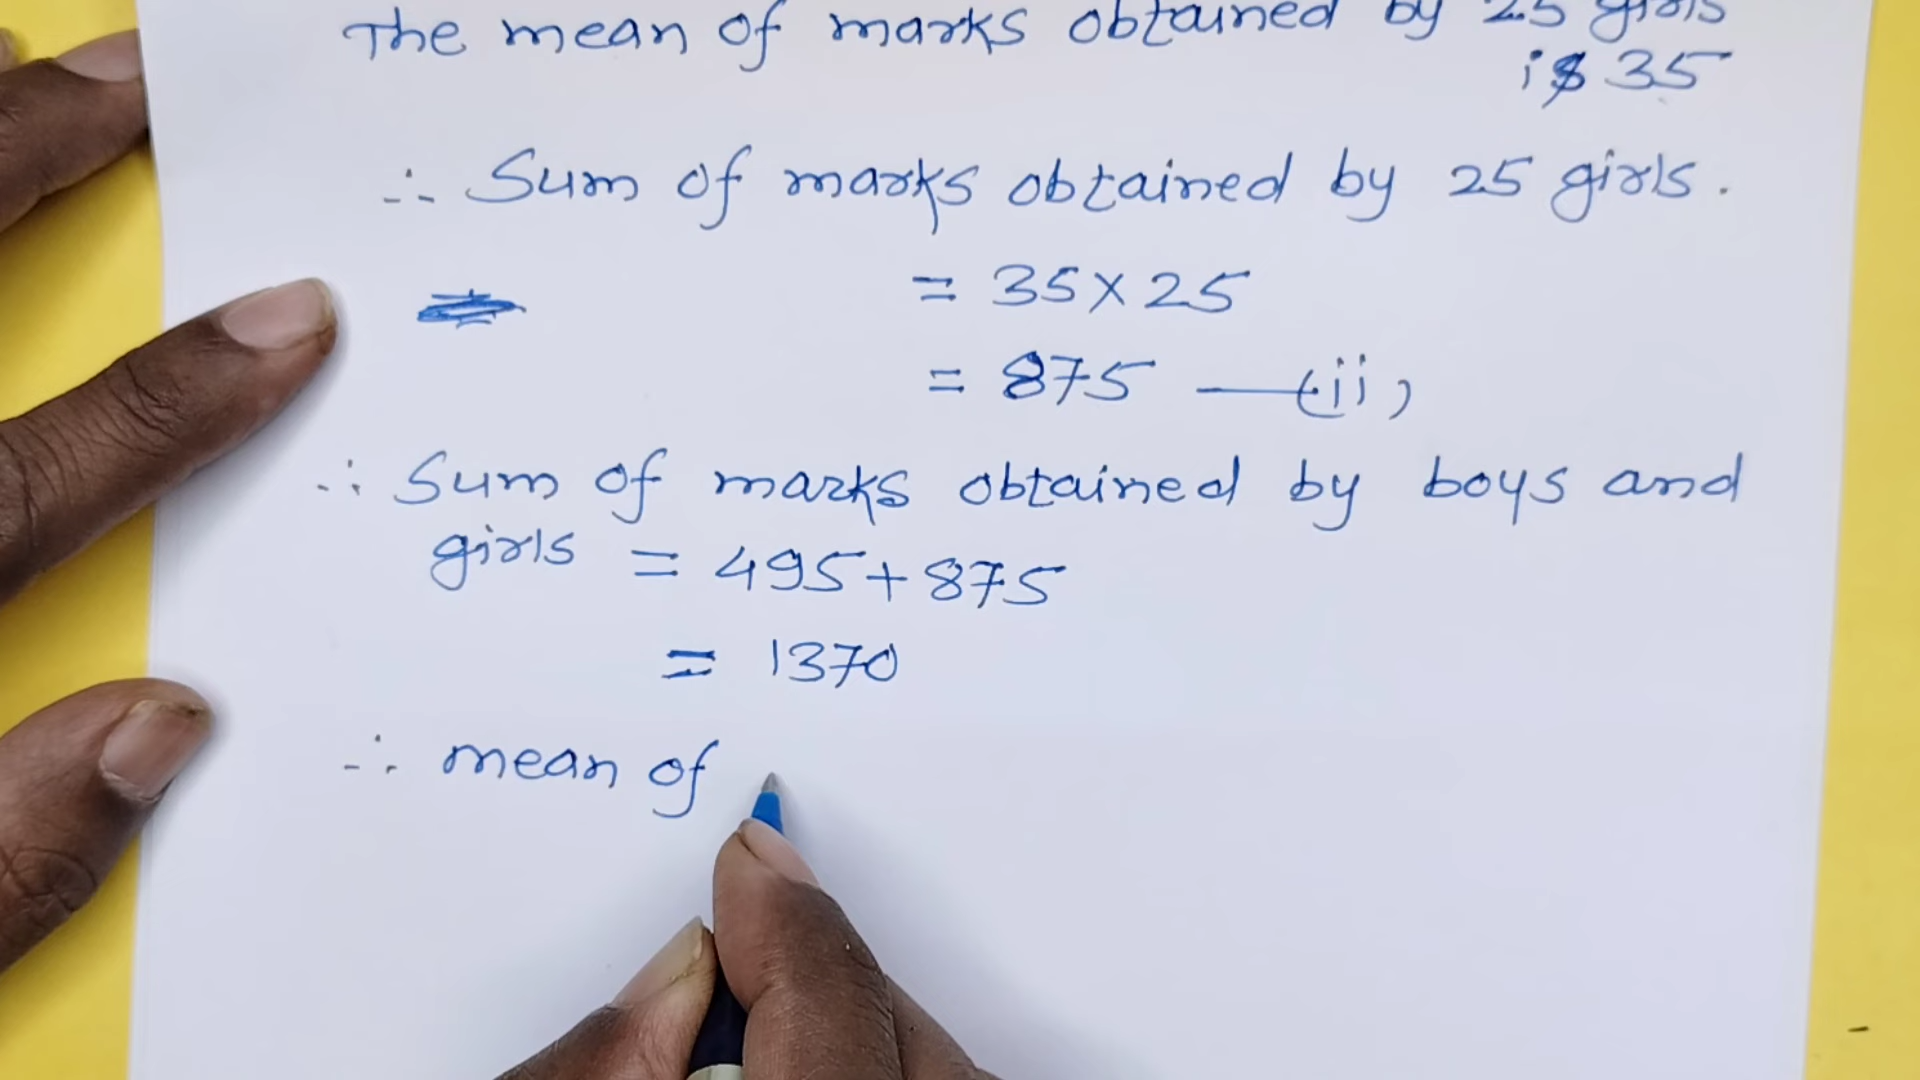 The mean of marks obtained by 25 girls
is 35
∴ Sum of marks obtained by 25 girls.
= 35 × 25
= 875 —(ii)
∴ Sum of marks obtained by boys and
girls = 495 + 875
= 1370
∴ mean of